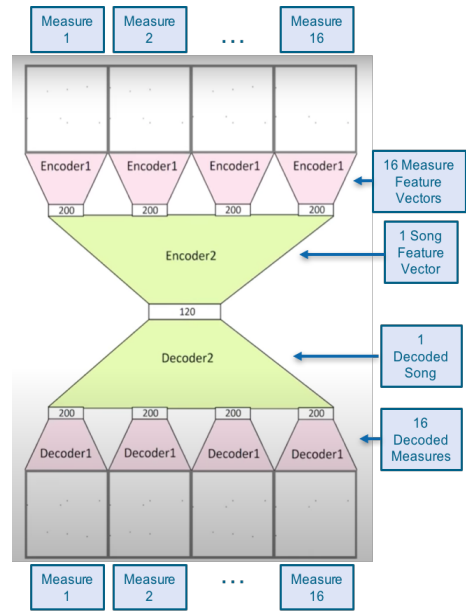 Measure
1
Measure
2
...
Measure
16
Encoder1
Encoder1
Encoder1
Encoder1
16 Measure
Feature
Vectors
200
200
200
200
1 Song
Feature
Vector
Encoder2
120
1
Decoded
Song
Decoder2
200
200
200
200
16
Decoded
Measures
Decoder1
Decoder1
Decoder1
Decoder1
Measure
1
Measure
2
...
Measure
16